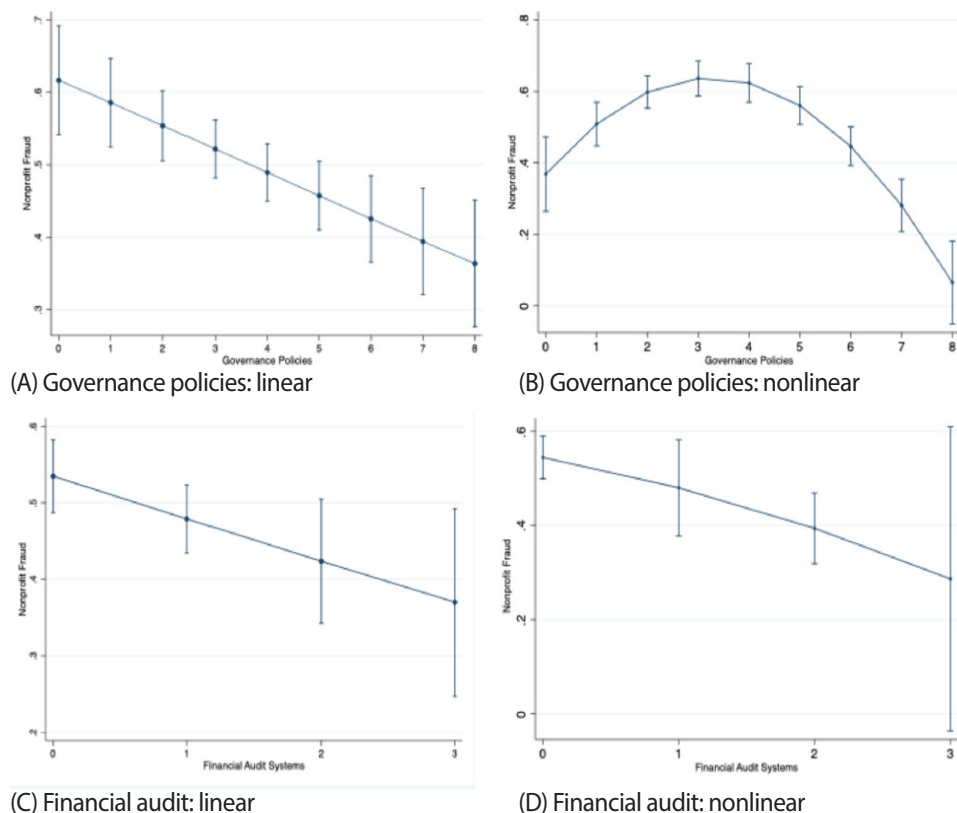 .7
.6
.5
.4
.3
Nonprofit Fraud
0 1 2 3 4 5 6 7 8
Governance Policies
(A) Governance policies: linear
.8
.6
.4
.2
0
Nonprofit Fraud
0 1 2 3 4 5 6 7 8
Governance Policies
(B) Governance policies: nonlinear
.6
.5
.4
.3
.2
Nonprofit Fraud
0 1 2 3
Financial Audit Systems
(C) Financial audit: linear
.6
.4
.2
0
Nonprofit Fraud
0 1 2 3
Financial Audit Systems
(D) Financial audit: nonlinear